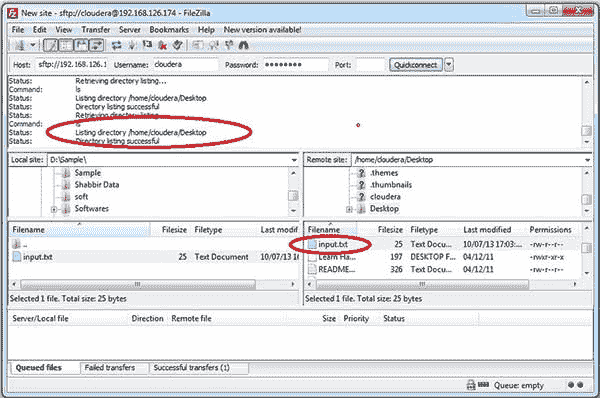 New site - sftp://cloudera@192.168.126.174 - FileZilla
File Edit View Transfer Server Bookmarks Help New version available!
Host: sftp://192.168.126.1 Username: cloudera Password: ●●●●●●●● Port: Quickconnect
Status: Retrieving directory listing...
Command: ls
Status: Listing directory /home/cloudera/Desktop
Status: Directory listing successful
Status: Retrieving directory listing...
Command: ls
Status: Listing directory /home/cloudera/Desktop
Status: Directory listing successful
Local site: D:\Sample\ Remote site: /home/cloudera/Desktop
Sample .themes
Shabbir Data .thumbnails
soft cloudera
Softwares Desktop
Filename Filesize Filetype Last modif Filename Filesize Filetype Last modified Permissions
.. input.txt 25 Text Docu... 10/07/13 17:03:... -rw-r--r--
input.txt 25 Text Document 10/07/13 1 Learn Ha... 197 DESKTOP F... 04/12/11 -rwxr-xr-x
README... 326 Text Docu... 04/12/11 -rw-r--r--
Selected 1 file. Total size: 25 bytes Selected 1 file. Total size: 25 bytes
Server/Local file Direction Remote file Size Priority Status
Queued files Failed transfers Successful transfers (1)
Queue: empty